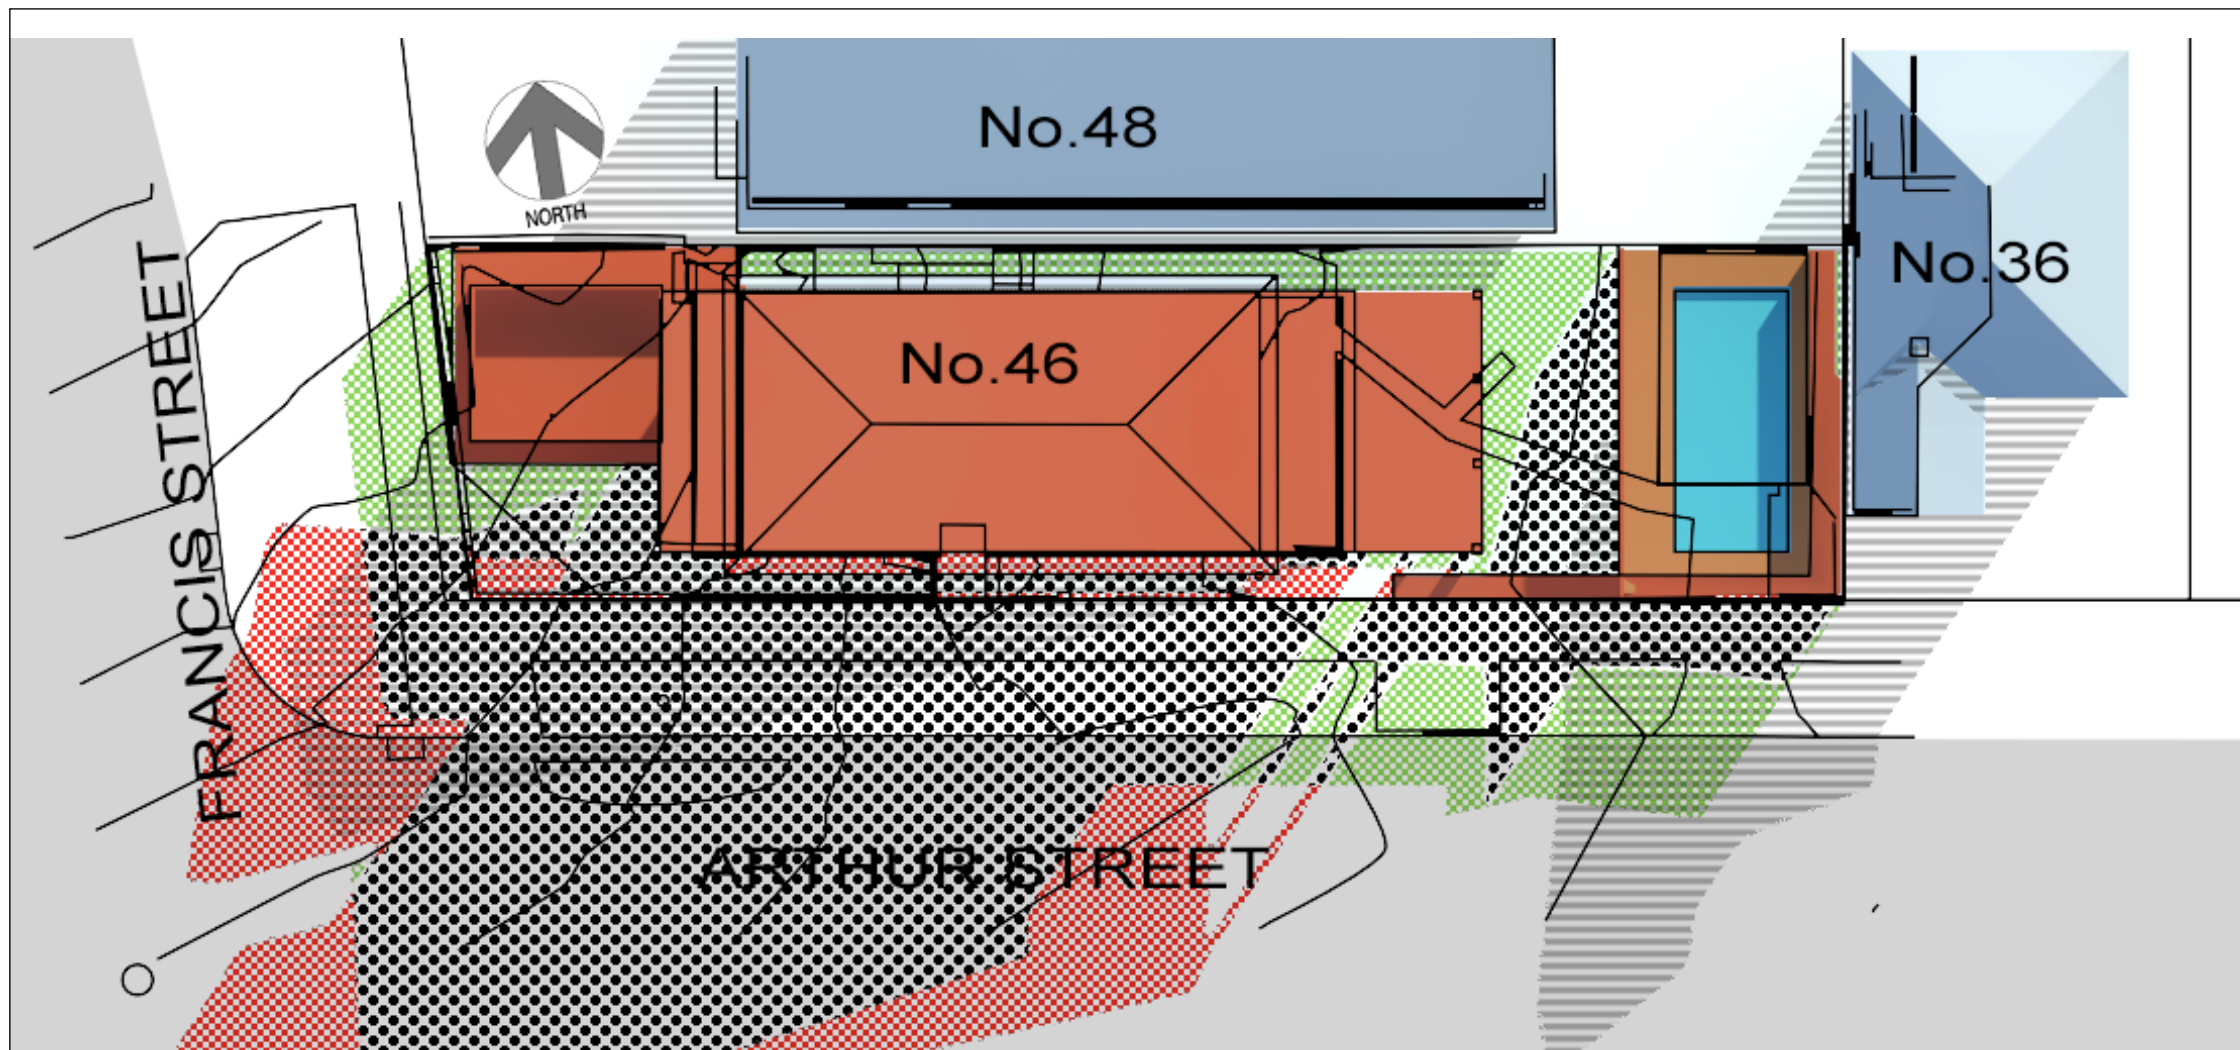 No.48
NORTH
No.36
FRANCIS STREET
No.46
ARTHUR STREET